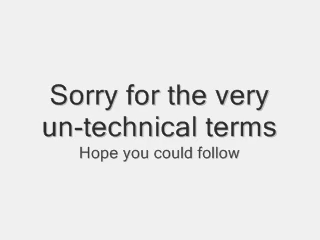 Sorry for the very
un-technical terms
Hope you could follow